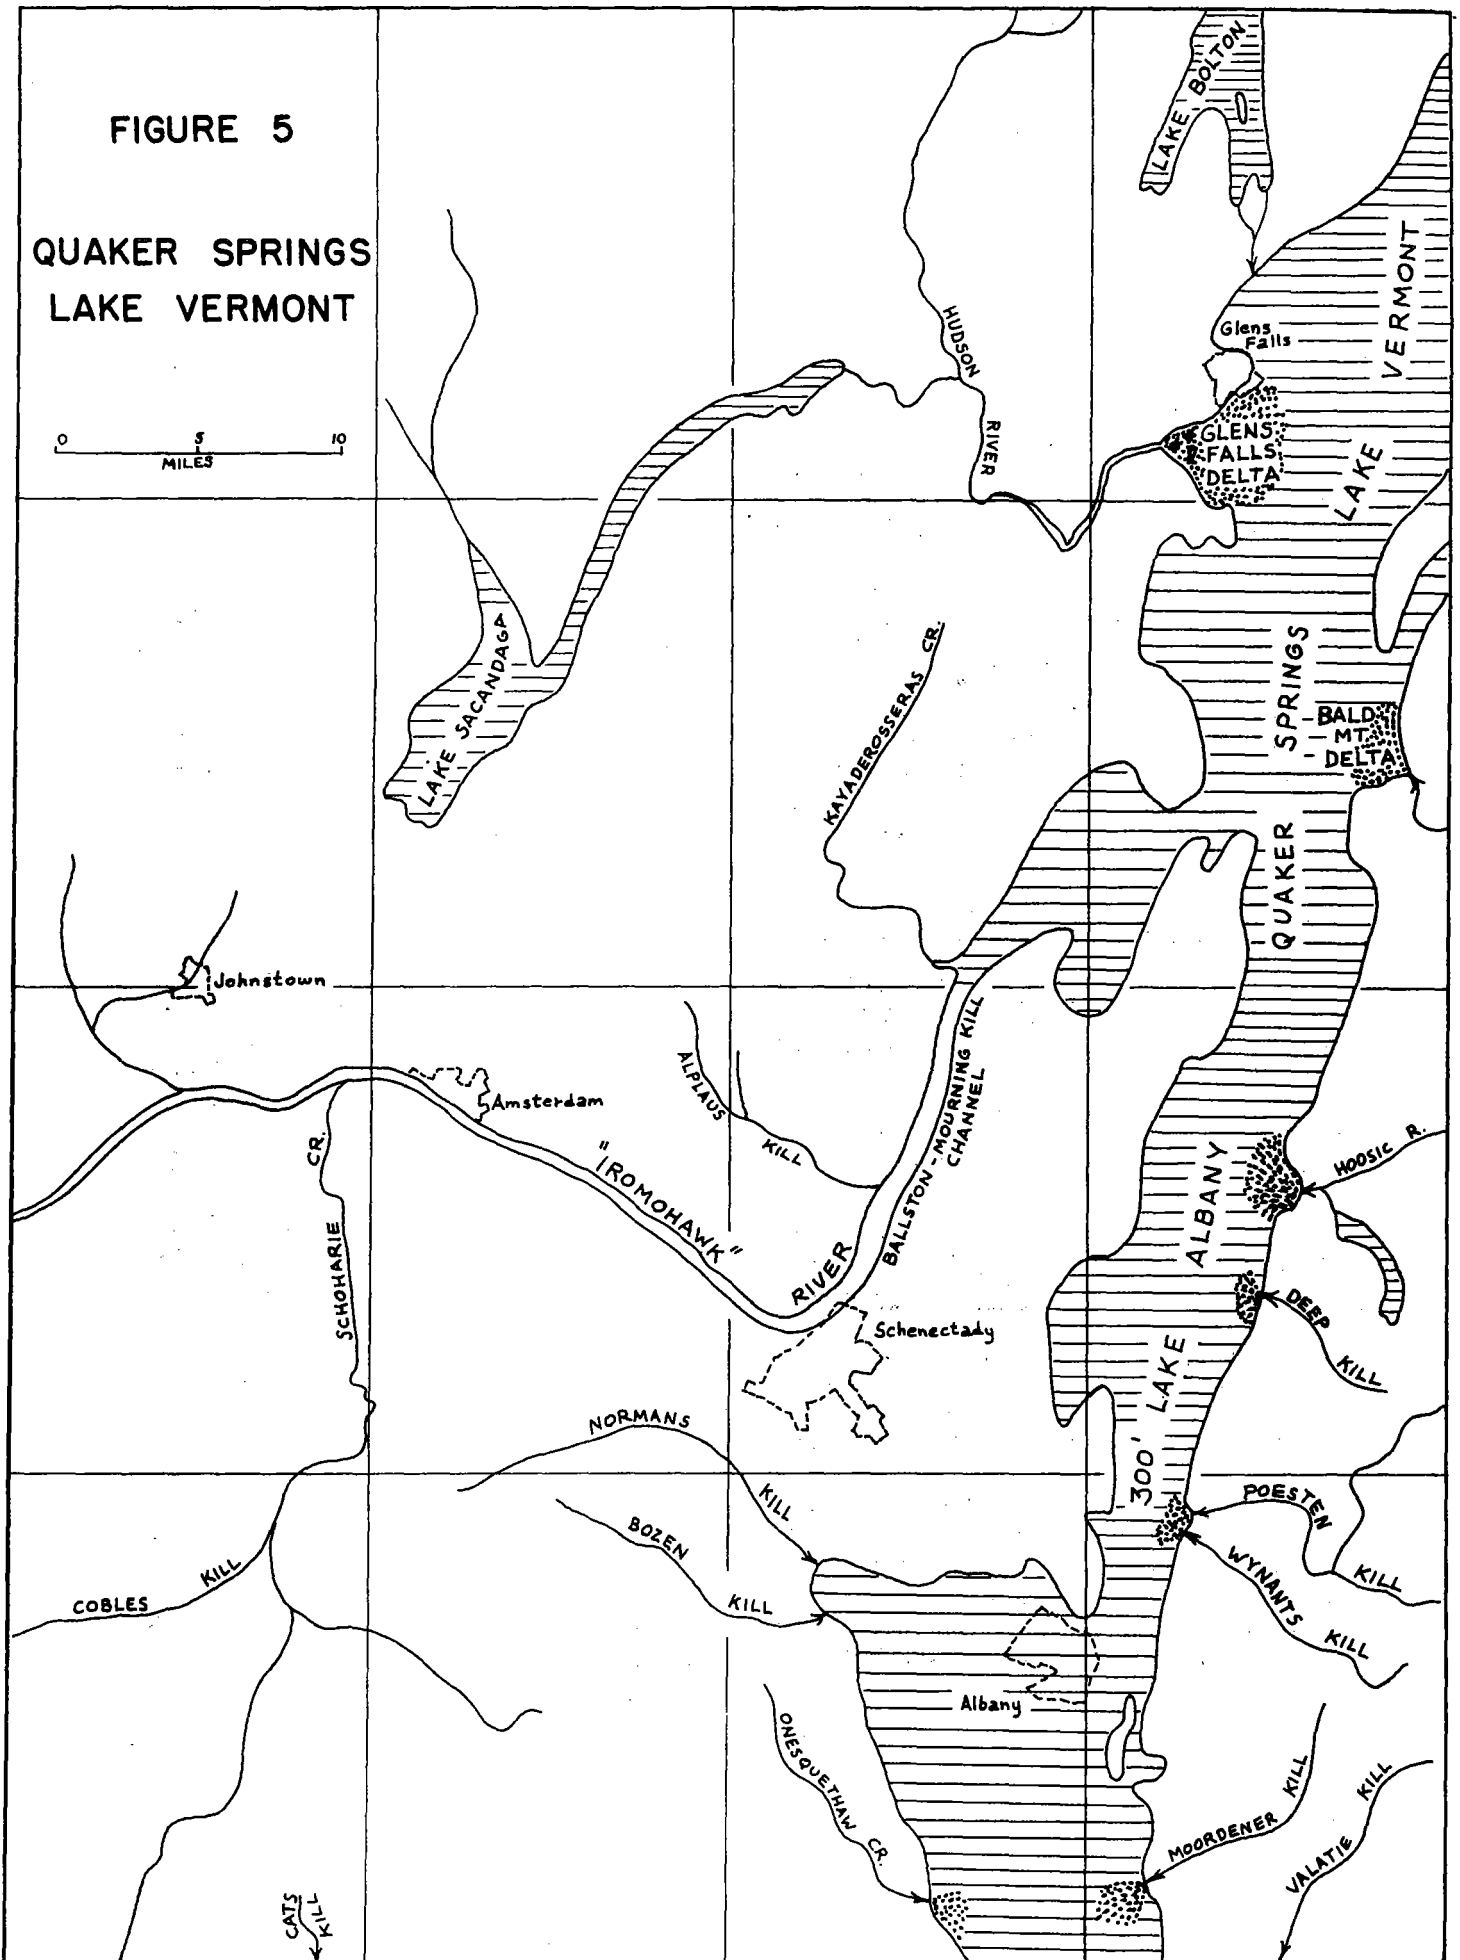 FIGURE 5
QUAKER SPRINGS
LAKE VERMONT
0 5 10
MILES
LAKE BOLTON
LAKE VERMONT
HUDSON
RIVER
Glens
Falls
GLENS
FALLS
DELTA
LAKE SACANDAGA
KAYADEROSSERAS CR.
QUAKER SPRINGS
BALD
MT.
DELTA
Johnstown
Amsterdam
ALPLAUS
KILL
BALLSTON - MOURNING KILL
CHANNEL
"IROMOHAWK"
RIVER
Schenectady
SCHOHARIE CR.
300' LAKE ALBANY
HOOSIC R.
DEEP
KILL
NORMANS
KILL
BOZEN
KILL
COBLES KILL
POESTEN
KILL
WYNANTS
KILL
Albany
ONESQUETHAW CR.
MOORDENER KILL
VALATIE KILL
CATS
KILL